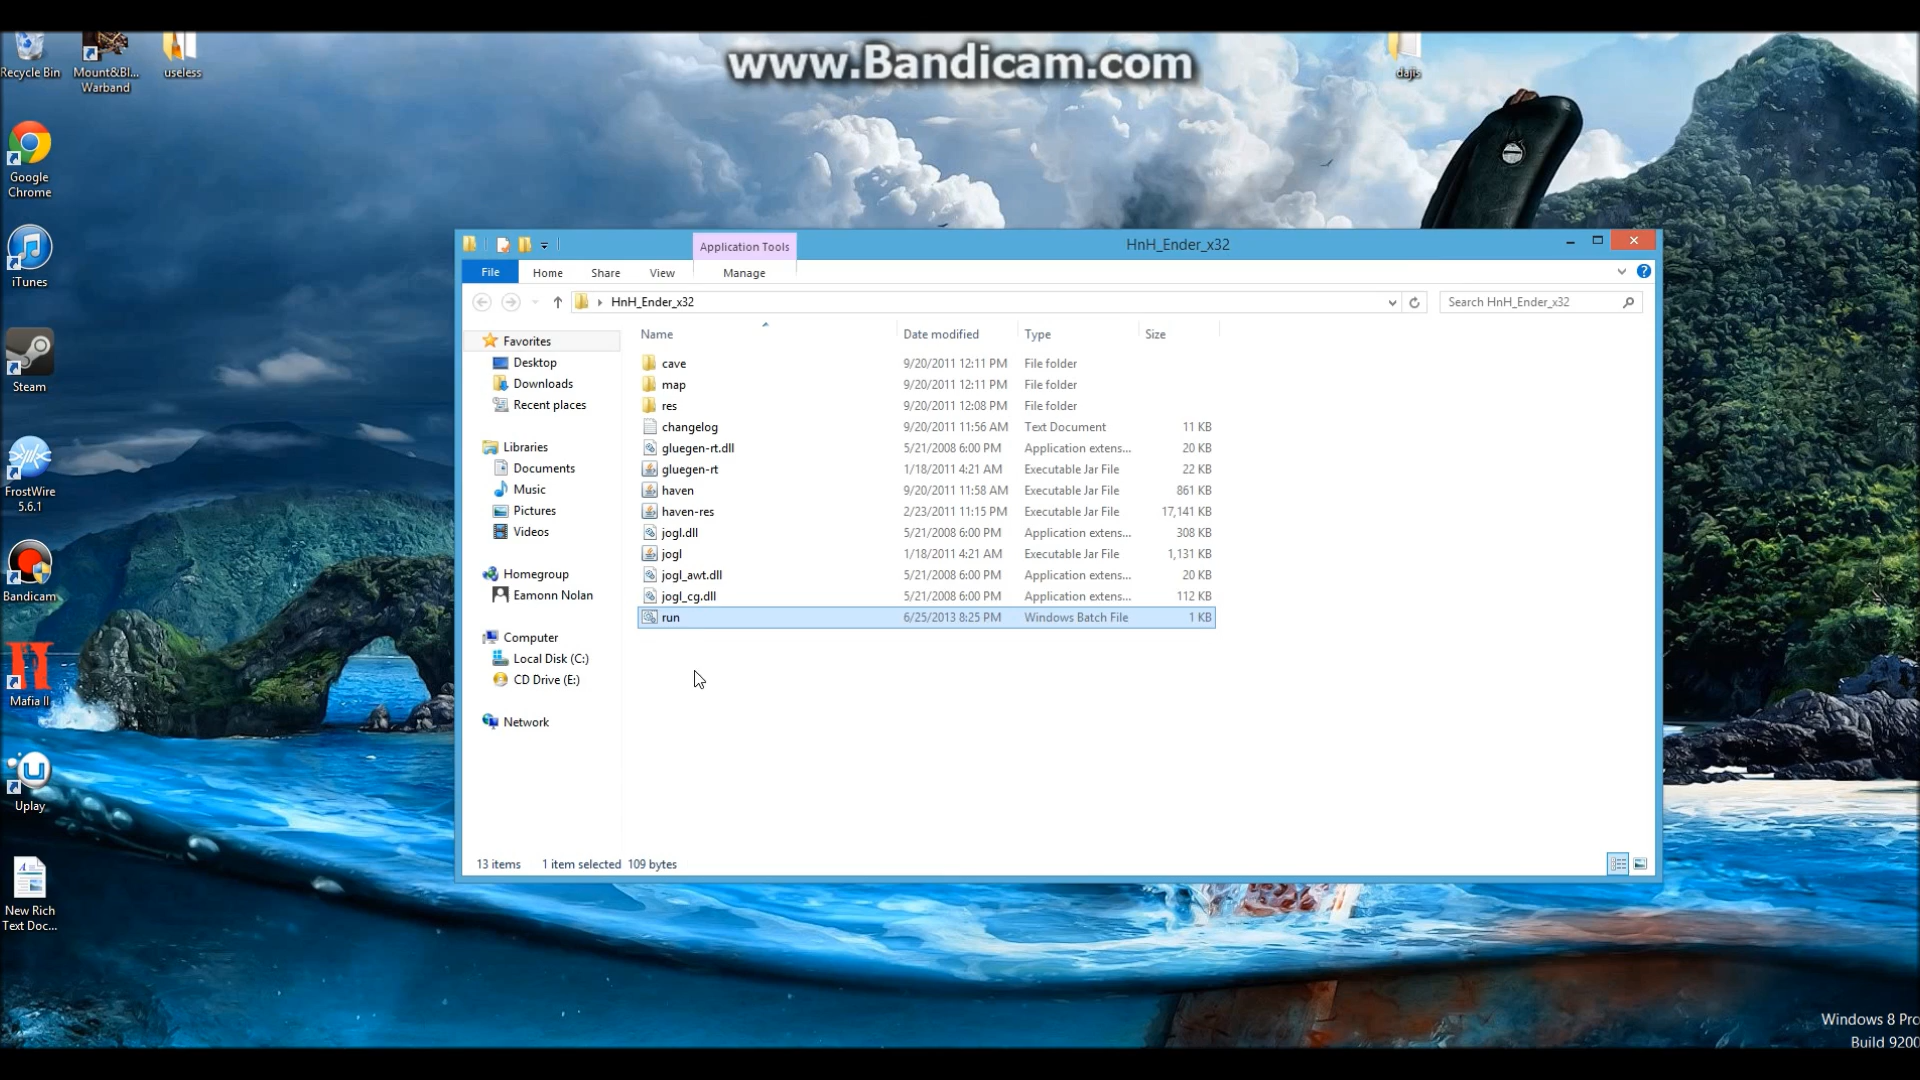 www.Bandicam.com
Recycle Bin
Mount&Bl...
Warband
useless
dajis
Google
Chrome
iTunes
Steam
FrostWire
5.6.1
Bandicam
Mafia II
Uplay
New Rich
Text Doc...
Application Tools
HnH_Ender_x32
File
Home
Share
View
Manage
HnH_Ender_x32
Search HnH_Ender_x32
Favorites
Desktop
Downloads
Recent places
Libraries
Documents
Music
Pictures
Videos
Homegroup
Eamonn Nolan
Computer
Local Disk (C:)
CD Drive (E:)
Network
Name Date modified Type Size
cave 9/20/2011 12:11 PM File folder
map 9/20/2011 12:11 PM File folder
res 9/20/2011 12:08 PM File folder
changelog 9/20/2011 11:56 AM Text Document 11 KB
gluegen-rt.dll 5/21/2008 6:00 PM Application extens... 20 KB
gluegen-rt 1/18/2011 4:21 AM Executable Jar File 22 KB
haven 9/20/2011 11:58 AM Executable Jar File 861 KB
haven-res 2/23/2011 11:15 PM Executable Jar File 17,141 KB
jogl.dll 5/21/2008 6:00 PM Application extens... 308 KB
jogl 1/18/2011 4:21 AM Executable Jar File 1,131 KB
jogl_awt.dll 5/21/2008 6:00 PM Application extens... 20 KB
jogl_cg.dll 5/21/2008 6:00 PM Application extens... 112 KB
run 6/25/2013 8:25 PM Windows Batch File 1 KB
13 items 1 item selected 109 bytes
Windows 8 Pro
Build 9200